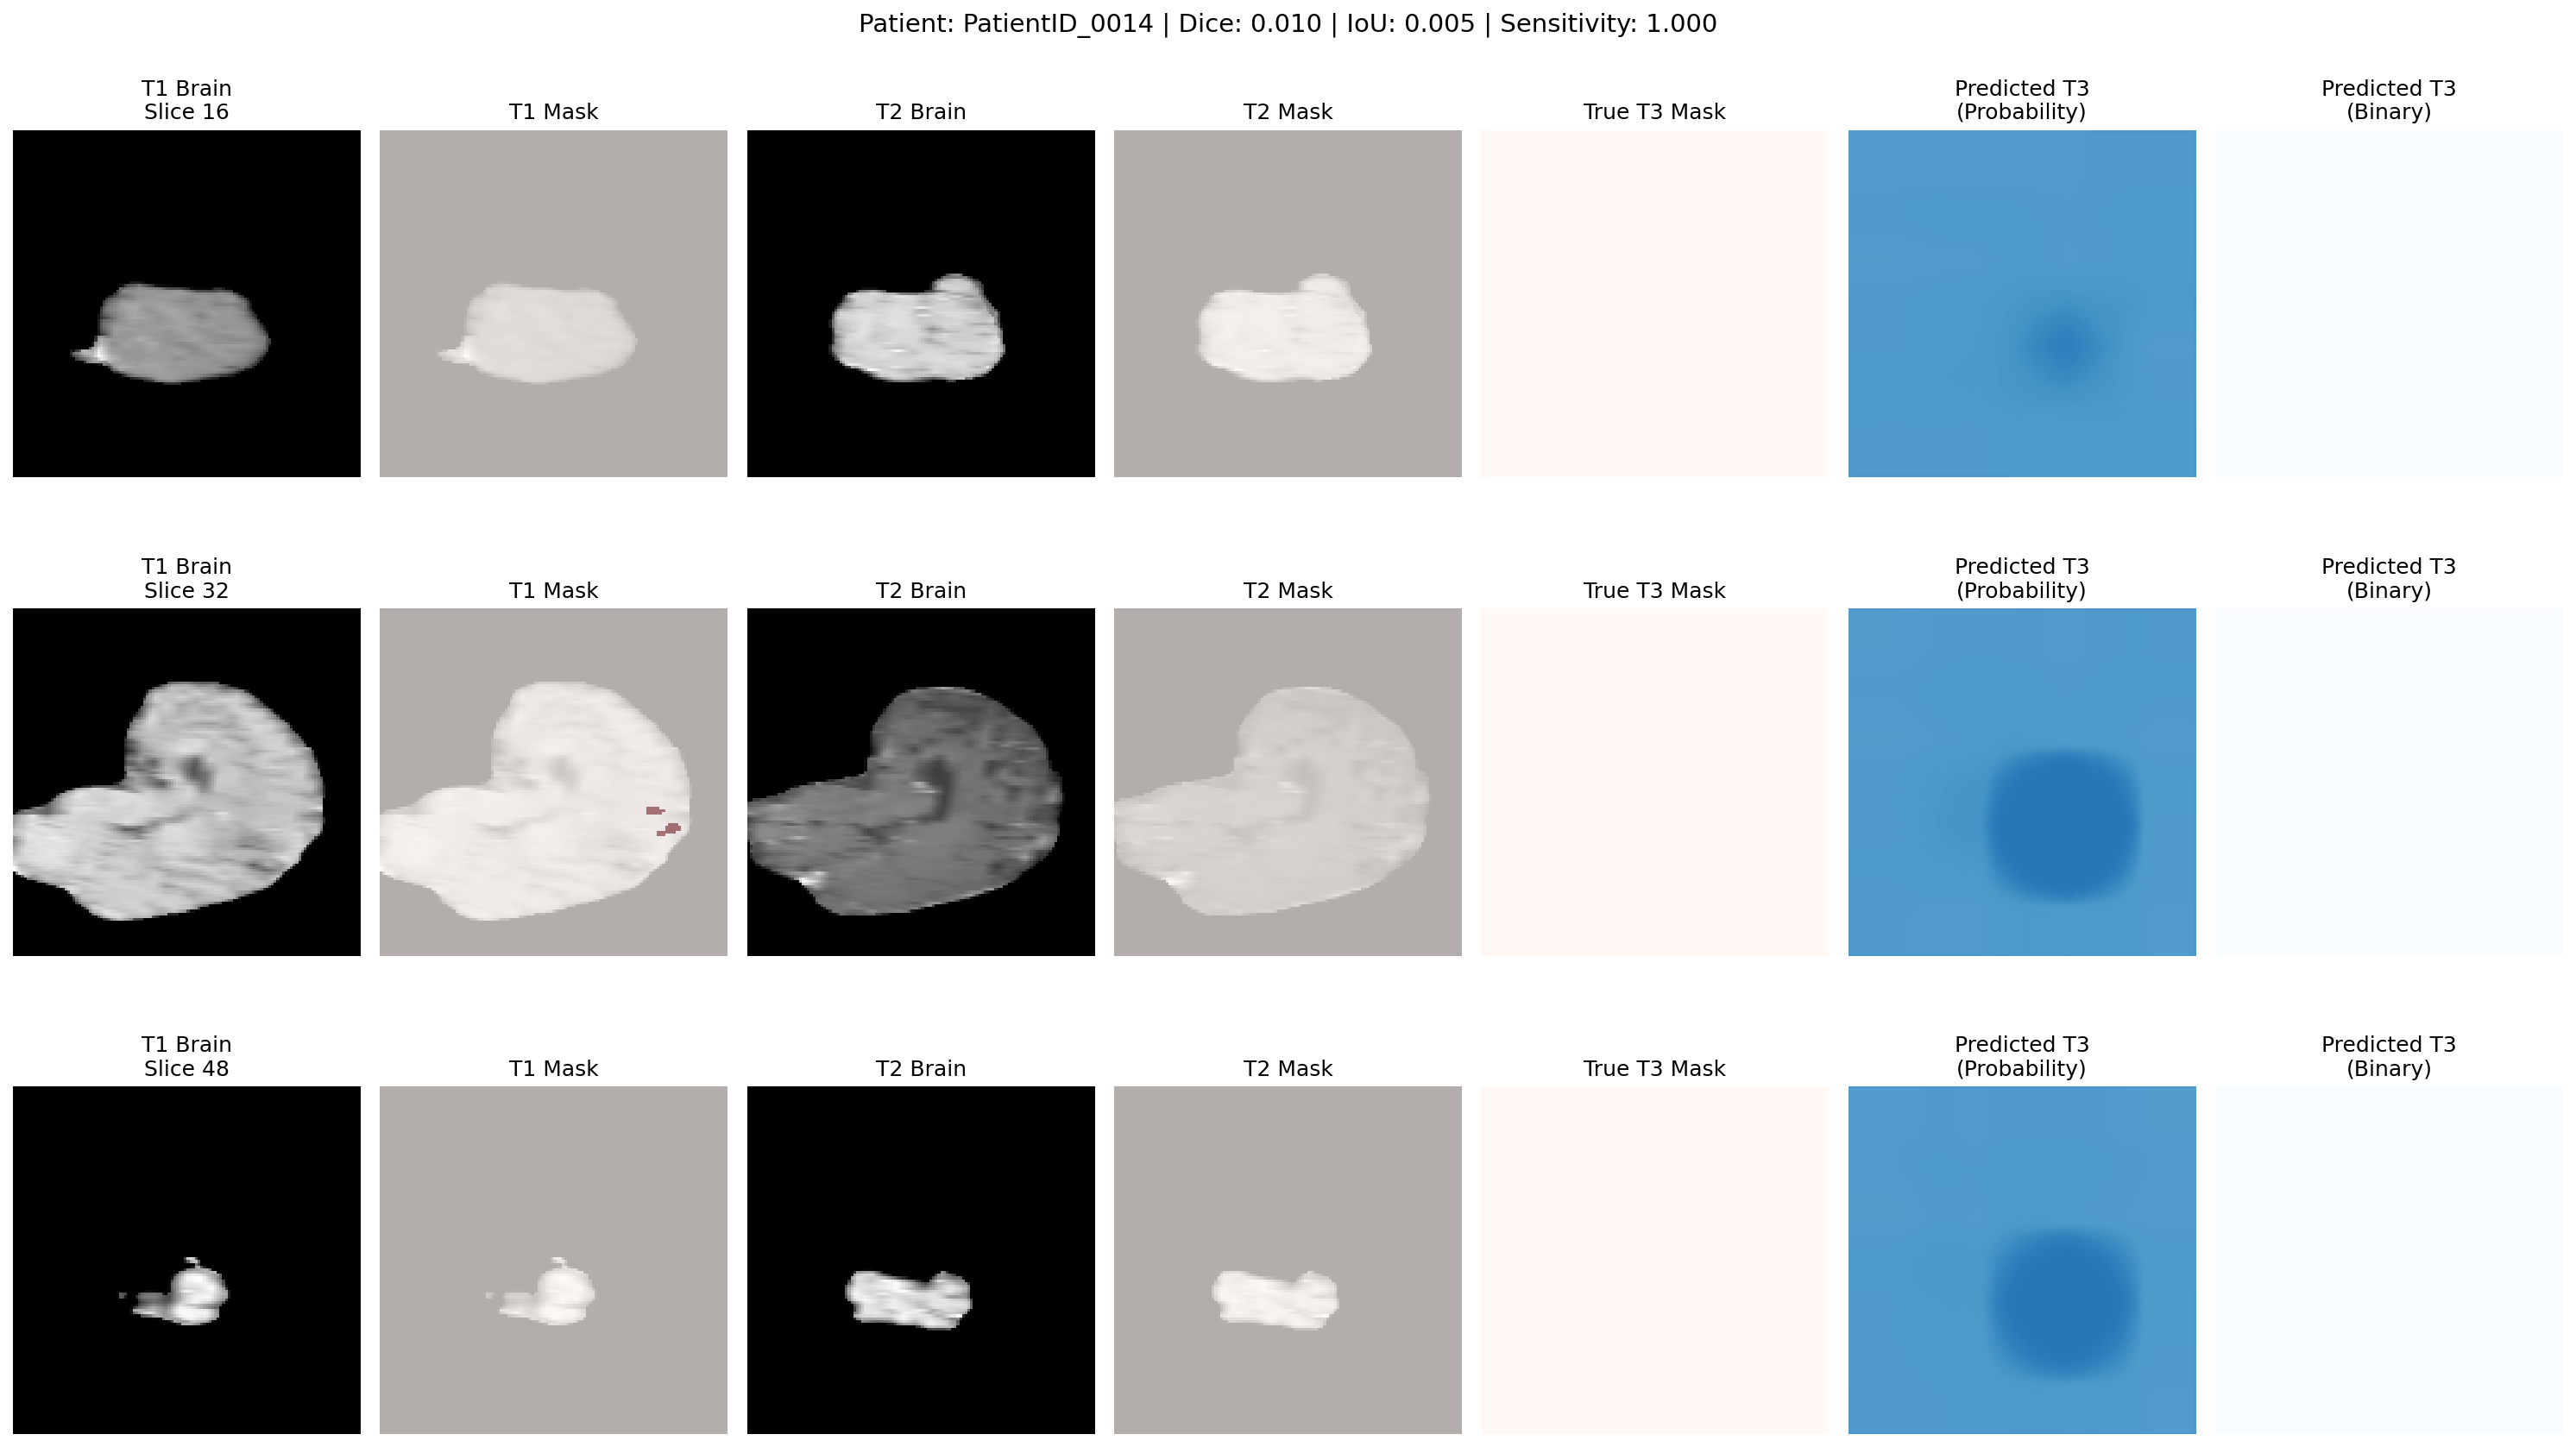 Patient: PatientID_0014 | Dice: 0.010 | IoU: 0.005 | Sensitivity: 1.000
T1 Brain
Slice 16
T1 Mask
T2 Brain
T2 Mask
True T3 Mask
Predicted T3
(Probability)
Predicted T3
(Binary)
T1 Brain
Slice 32
T1 Mask
T2 Brain
T2 Mask
True T3 Mask
Predicted T3
(Probability)
Predicted T3
(Binary)
T1 Brain
Slice 48
T1 Mask
T2 Brain
T2 Mask
True T3 Mask
Predicted T3
(Probability)
Predicted T3
(Binary)